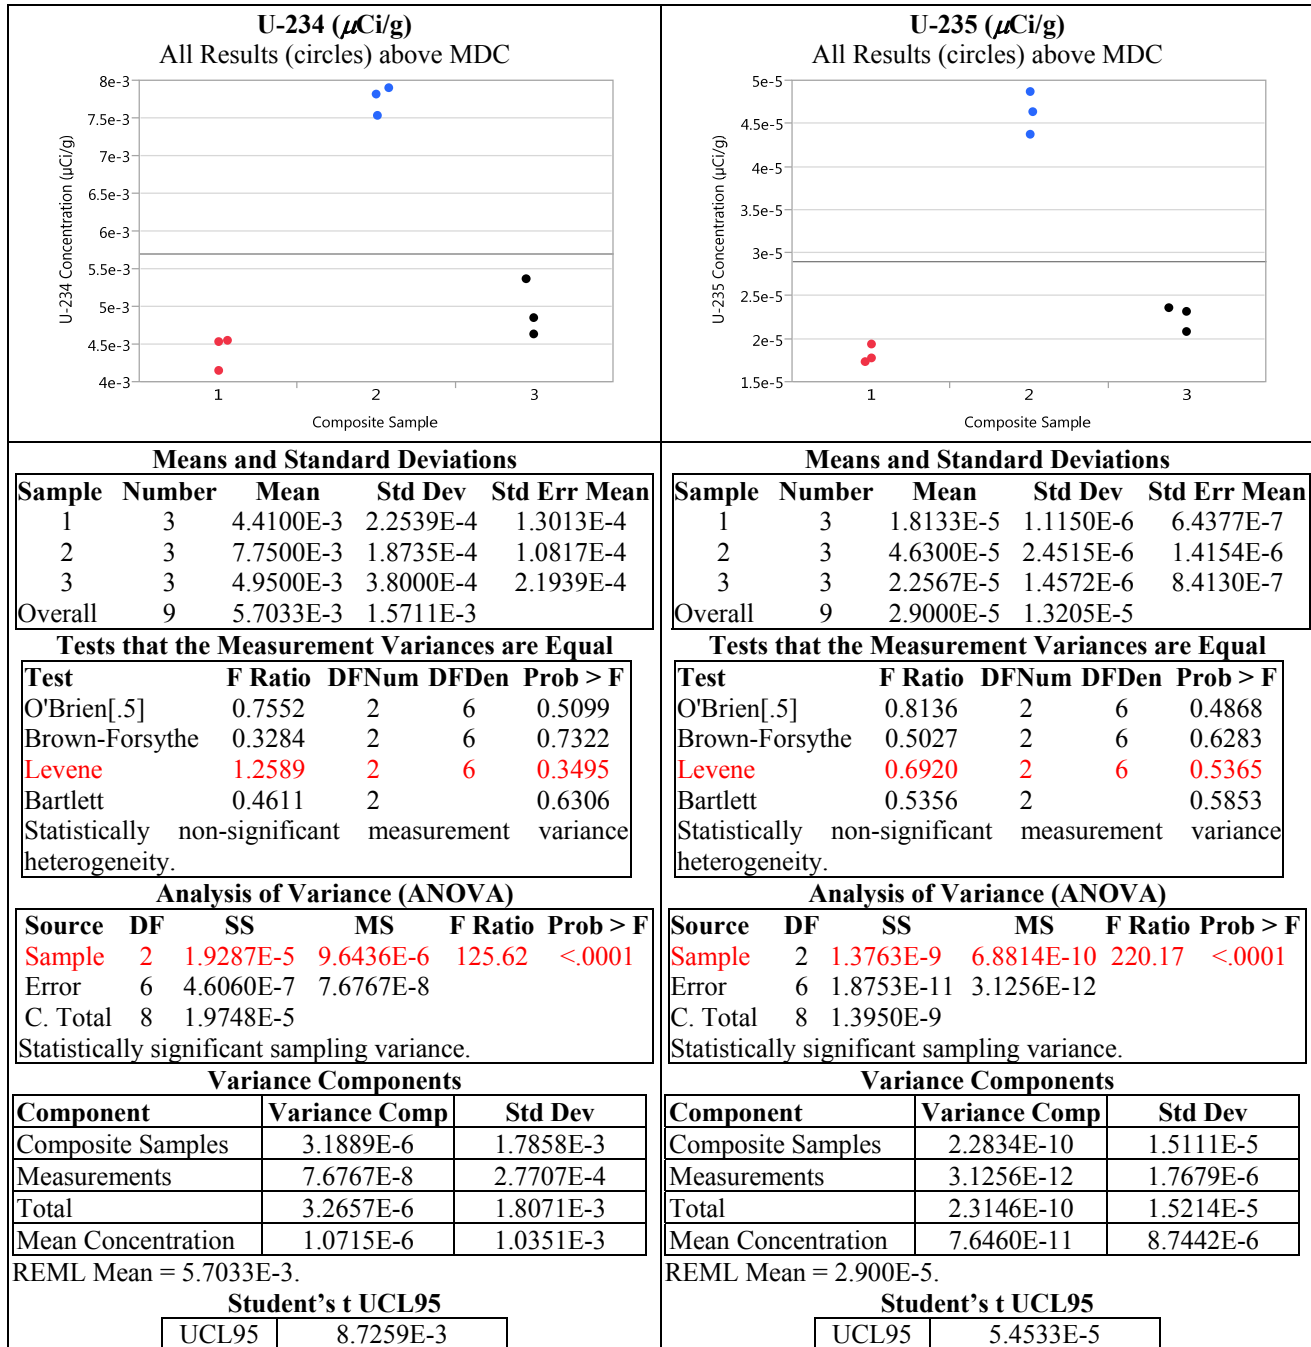 U-234 (μCi/g)
All Results (circles) above MDC
8e-3
7.5e-3
7e-3
6.5e-3
6e-3
5.5e-3
5e-3
4.5e-3
4e-3
U-234 Concentration (μCi/g)
1 2 3
Composite Sample
Means and Standard Deviations
Sample Number Mean Std Dev Std Err Mean
1 3 4.4100E-3 2.2539E-4 1.3013E-4
2 3 7.7500E-3 1.8735E-4 1.0817E-4
3 3 4.9500E-3 3.8000E-4 2.1939E-4
Overall 9 5.7033E-3 1.5711E-3
Tests that the Measurement Variances are Equal
Test F Ratio DFNum DFDen Prob > F
O'Brien[.5] 0.7552 2 6 0.5099
Brown-Forsythe 0.3284 2 6 0.7322
Levene 1.2589 2 6 0.3495
Bartlett 0.4611 2 0.6306
Statistically non-significant measurement variance
heterogeneity.
Analysis of Variance (ANOVA)
Source DF SS MS F Ratio Prob > F
Sample 2 1.9287E-5 9.6436E-6 125.62 <.0001
Error 6 4.6060E-7 7.6767E-8
C. Total 8 1.9748E-5
Statistically significant sampling variance.
Variance Components
Component Variance Comp Std Dev
Composite Samples 3.1889E-6 1.7858E-3
Measurements 7.6767E-8 2.7707E-4
Total 3.2657E-6 1.8071E-3
Mean Concentration 1.0715E-6 1.0351E-3
REML Mean = 5.7033E-3.
Student’s t UCL95
UCL95 8.7259E-3
U-235 (μCi/g)
All Results (circles) above MDC
5e-5
4.5e-5
4e-5
3.5e-5
3e-5
2.5e-5
2e-5
1.5e-5
U-235 Concentration (μCi/g)
1 2 3
Composite Sample
Means and Standard Deviations
Sample Number Mean Std Dev Std Err Mean
1 3 1.8133E-5 1.1150E-6 6.4377E-7
2 3 4.6300E-5 2.4515E-6 1.4154E-6
3 3 2.2567E-5 1.4572E-6 8.4130E-7
Overall 9 2.9000E-5 1.3205E-5
Tests that the Measurement Variances are Equal
Test F Ratio DFNum DFDen Prob > F
O'Brien[.5] 0.8136 2 6 0.4868
Brown-Forsythe 0.5027 2 6 0.6283
Levene 0.6920 2 6 0.5365
Bartlett 0.5356 2 0.5853
Statistically non-significant measurement variance
heterogeneity.
Analysis of Variance (ANOVA)
Source DF SS MS F Ratio Prob > F
Sample 2 1.3763E-9 6.8814E-10 220.17 <.0001
Error 6 1.8753E-11 3.1256E-12
C. Total 8 1.3950E-9
Statistically significant sampling variance.
Variance Components
Component Variance Comp Std Dev
Composite Samples 2.2834E-10 1.5111E-5
Measurements 3.1256E-12 1.7679E-6
Total 2.3146E-10 1.5214E-5
Mean Concentration 7.6460E-11 8.7442E-6
REML Mean = 2.900E-5.
Student’s t UCL95
UCL95 5.4533E-5